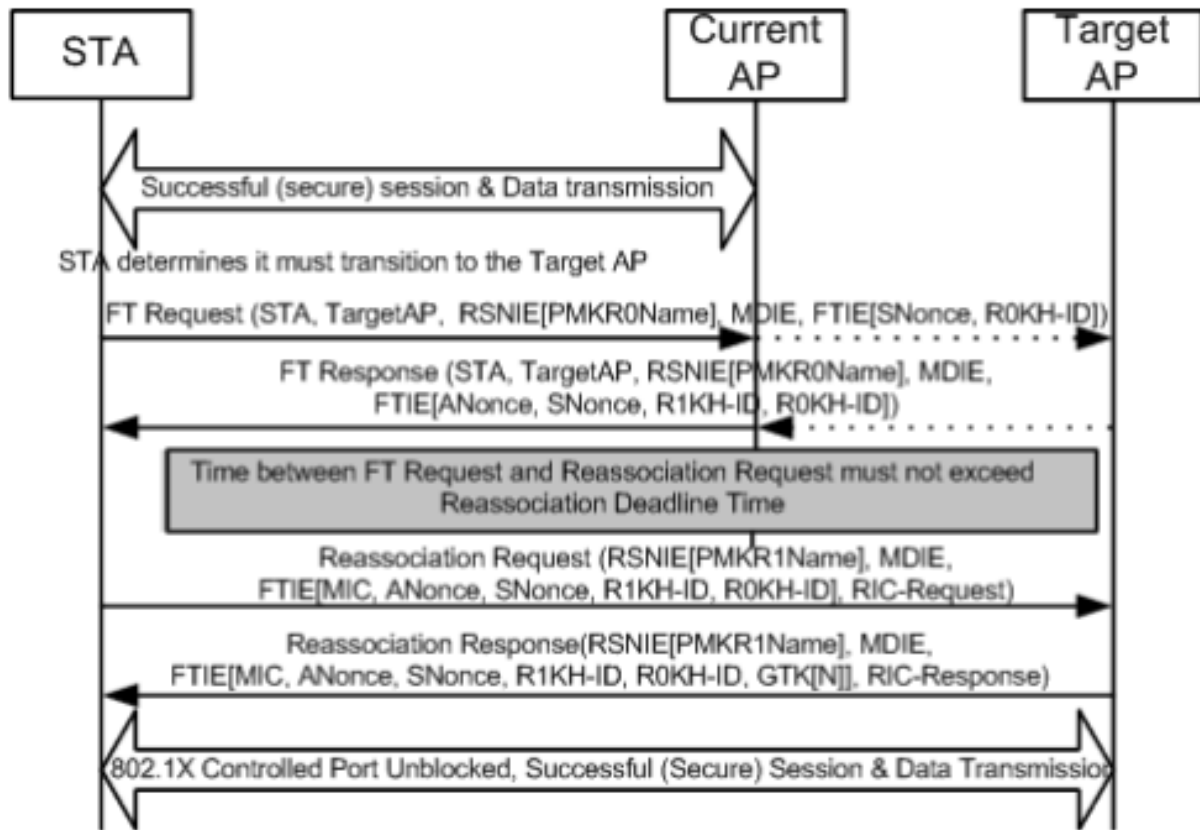 STA
Current
AP
Target
AP
Successful (secure) session & Data transmission
STA determines it must transition to the Target AP
FT Request (STA, TargetAP, RSNIE[PMKR0Name], MDIE, FTIE[SNonce, R0KH-ID])
FT Response (STA, TargetAP, RSNIE[PMKR0Name], MDIE,
FTIE[ANonce, SNonce, R1KH-ID, R0KH-ID])
Time between FT Request and Reassociation Request must not exceed
Reassociation Deadline Time
Reassociation Request (RSNIE[PMKR1Name], MDIE,
FTIE[MIC, ANonce, SNonce, R1KH-ID, R0KH-ID], RIC-Request)
Reassociation Response(RSNIE[PMKR1Name], MDIE,
FTIE[MIC, ANonce, SNonce, R1KH-ID, R0KH-ID, GTK[N]], RIC-Response)
802.1X Controlled Port Unblocked, Successful (Secure) Session & Data Transmission